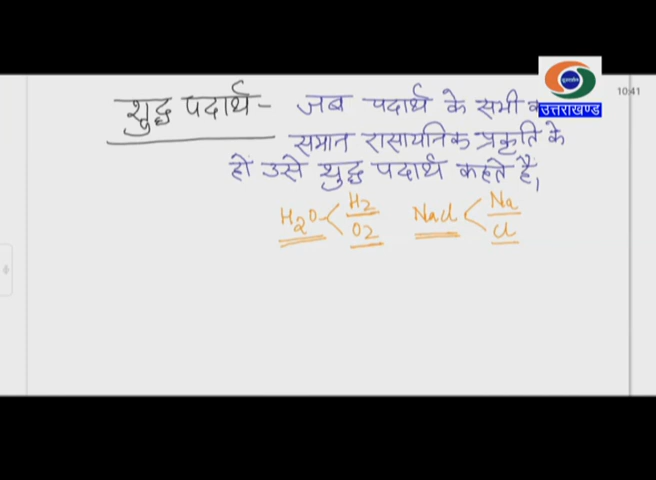 शुद्ध पदार्थ - जब पदार्थ के सभी
समान रासायनिक प्रकृति के
हो उसे शुद्ध पदार्थ कहते है,
H2O < H2 O2 NaCl < Na Cl
उत्तराखण्ड
10:41